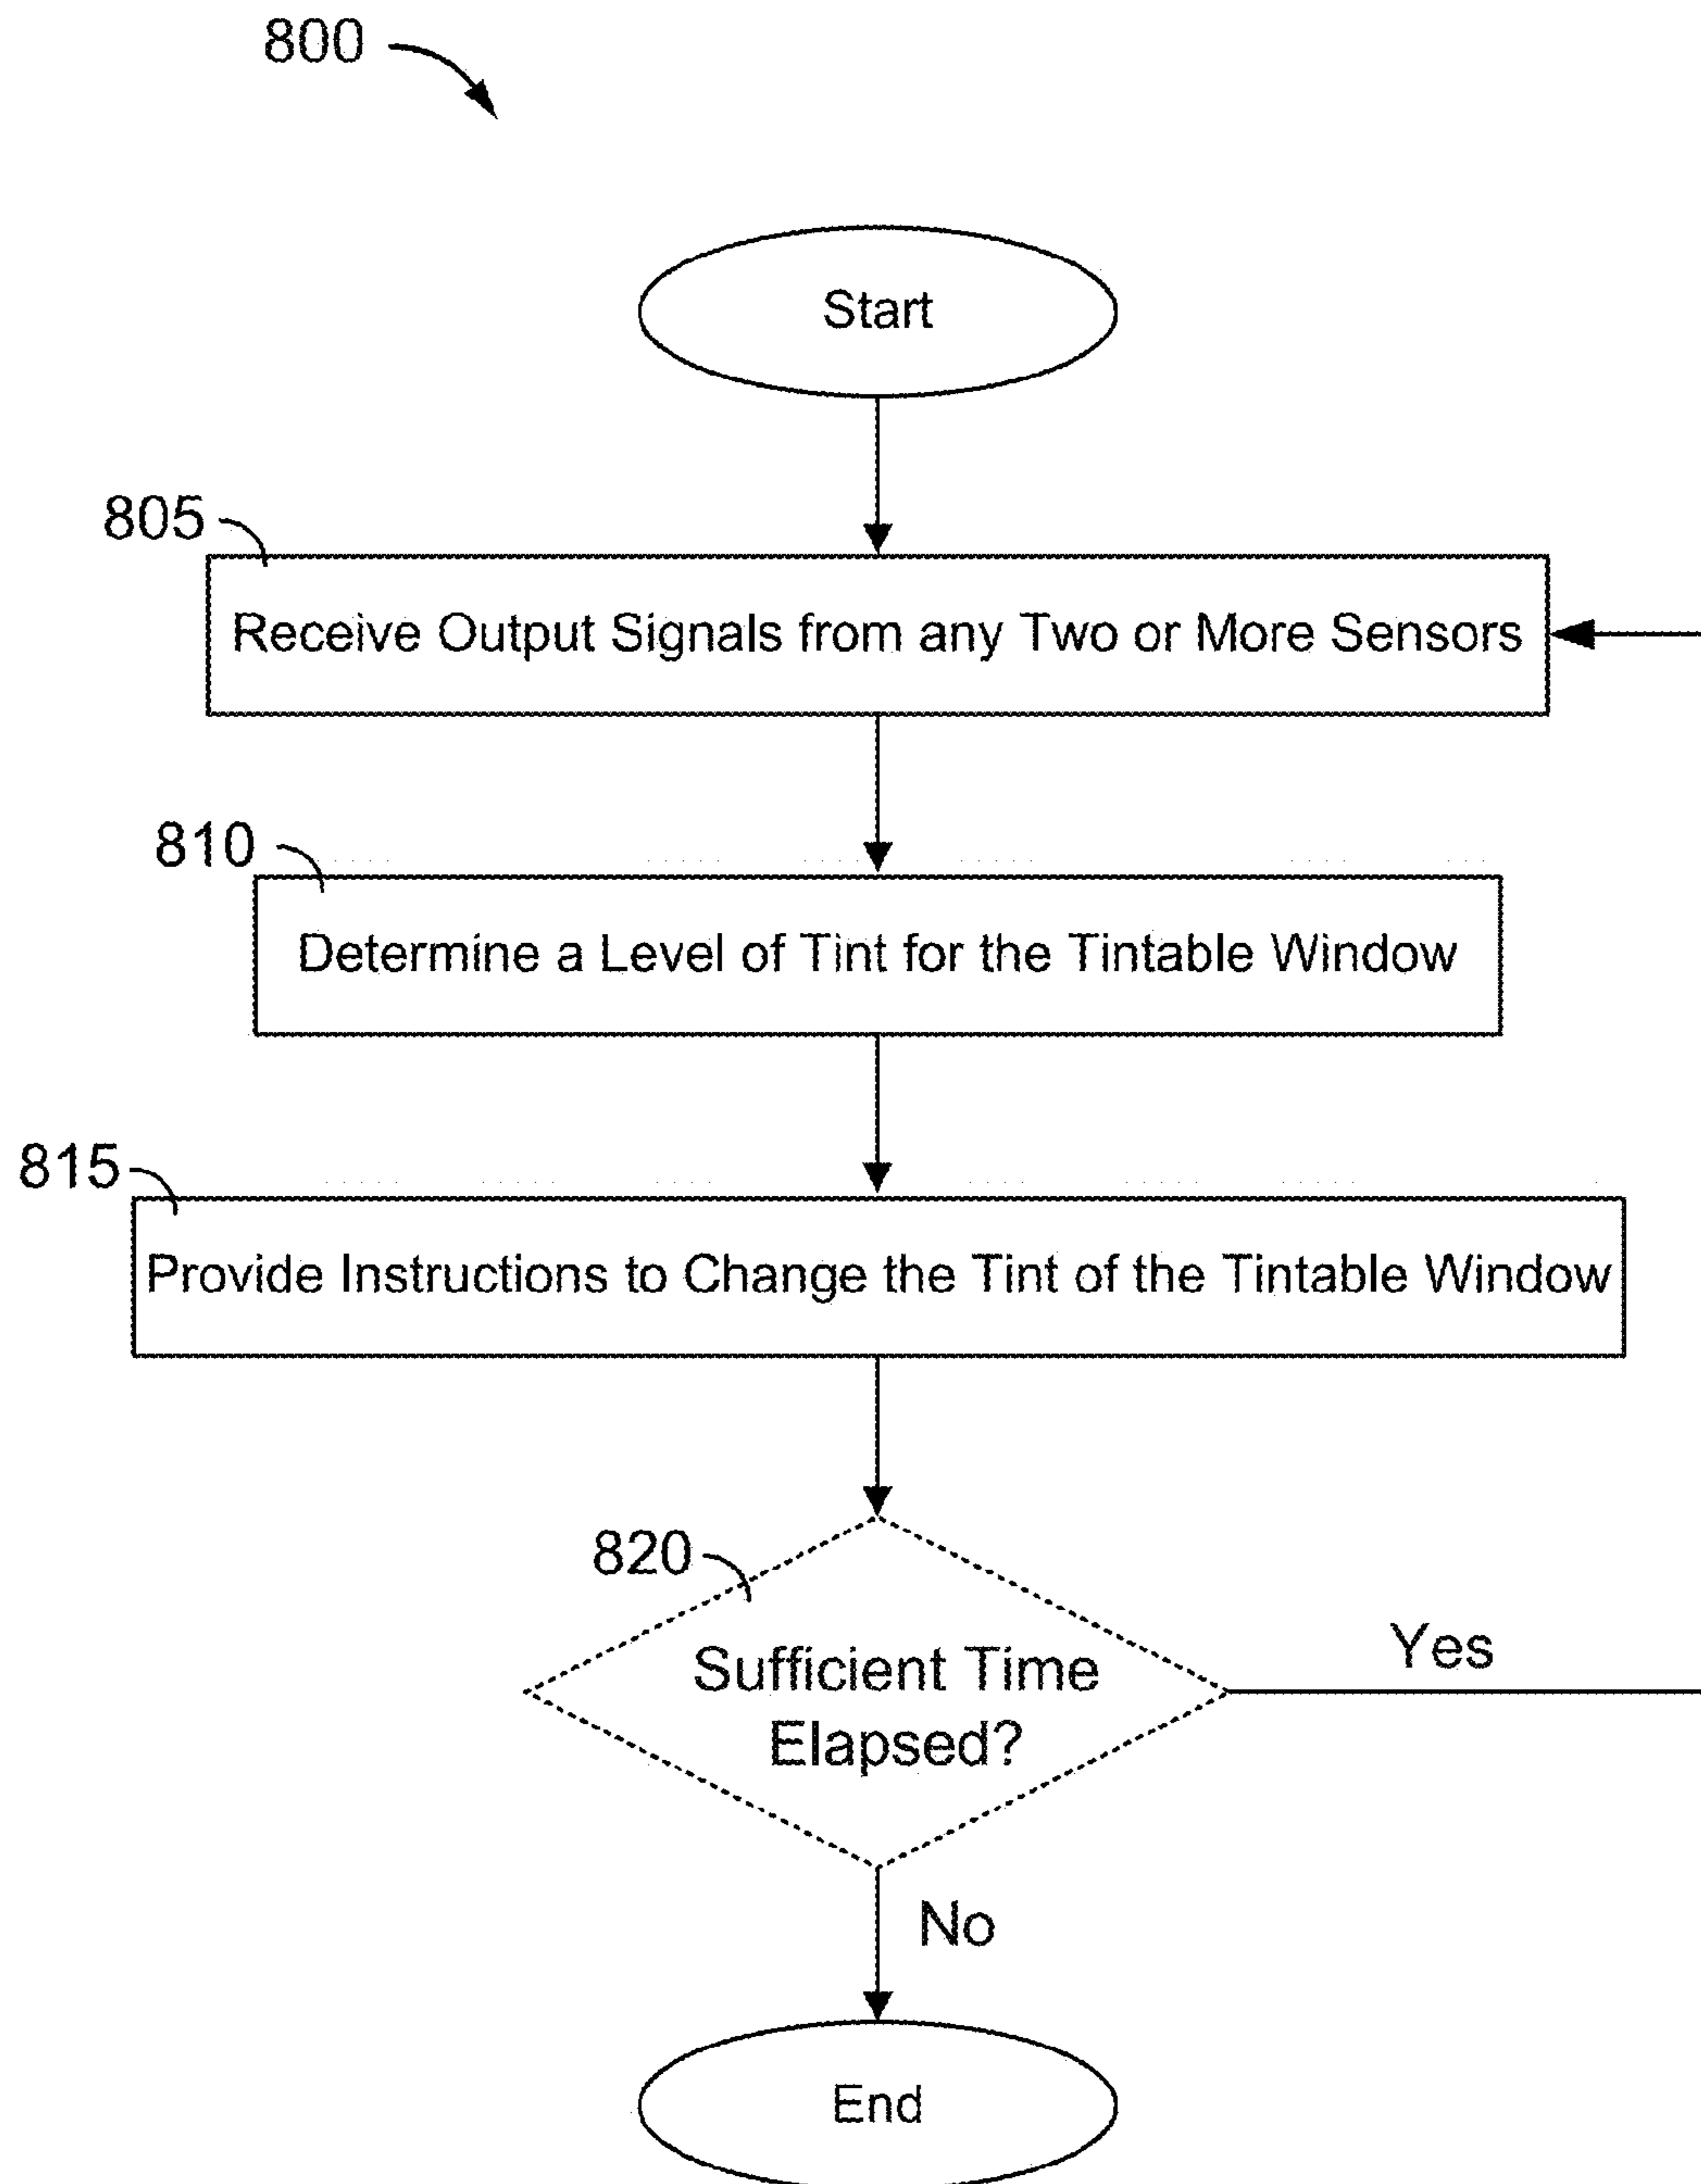 800
Start
805
Receive Output Signals from any Two or More Sensors
810
Determine a Level of Tint for the Tintable Window
815
Provide Instructions to Change the Tint of the Tintable Window
820
Sufficient Time
Elapsed?
Yes
No
End